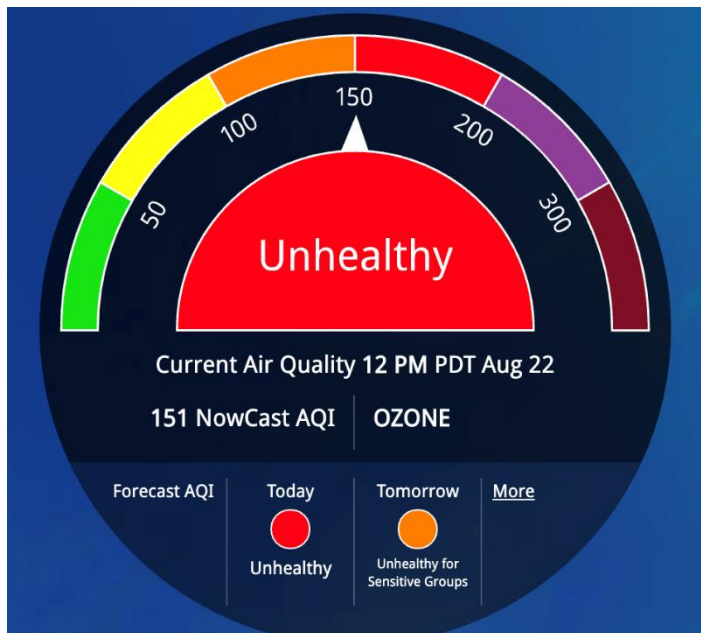 150
100
200
50
300
Unhealthy
Current Air Quality 12 PM PDT Aug 22
151 NowCast AQI
OZONE
Forecast AQI
Today
Unhealthy
Tomorrow
Unhealthy for
Sensitive Groups
More